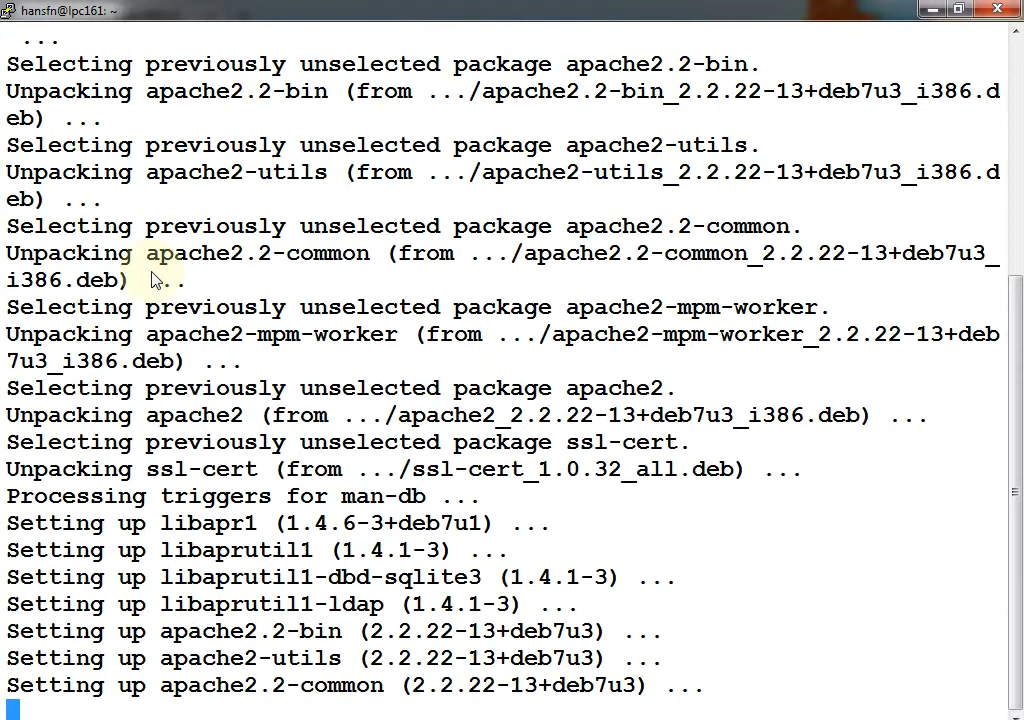 hansfn@lpc161: ~
...
Selecting previously unselected package apache2.2-bin.
Unpacking apache2.2-bin (from .../apache2.2-bin_2.2.22-13+deb7u3_i386.d
eb) ...
Selecting previously unselected package apache2-utils.
Unpacking apache2-utils (from .../apache2-utils_2.2.22-13+deb7u3_i386.d
eb) ...
Selecting previously unselected package apache2.2-common.
Unpacking apache2.2-common (from .../apache2.2-common_2.2.22-13+deb7u3_
i386.deb) ...
Selecting previously unselected package apache2-mpm-worker.
Unpacking apache2-mpm-worker (from .../apache2-mpm-worker_2.2.22-13+deb
7u3_i386.deb) ...
Selecting previously unselected package apache2.
Unpacking apache2 (from .../apache2_2.2.22-13+deb7u3_i386.deb) ...
Selecting previously unselected package ssl-cert.
Unpacking ssl-cert (from .../ssl-cert_1.0.32_all.deb) ...
Processing triggers for man-db ...
Setting up libapr1 (1.4.6-3+deb7u1) ...
Setting up libaprutil1 (1.4.1-3) ...
Setting up libaprutil1-dbd-sqlite3 (1.4.1-3) ...
Setting up libaprutil1-ldap (1.4.1-3) ...
Setting up apache2.2-bin (2.2.22-13+deb7u3) ...
Setting up apache2-utils (2.2.22-13+deb7u3) ...
Setting up apache2.2-common (2.2.22-13+deb7u3) ...